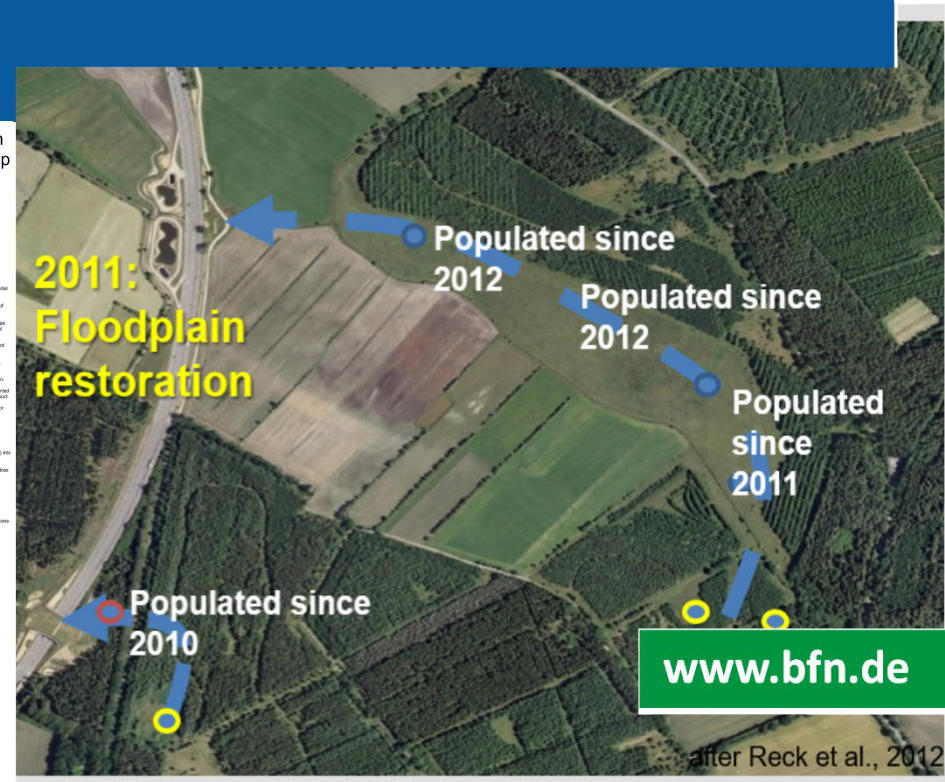 Populated since
2012
2011:
Floodplain
restoration
Populated since
2012
Populated
since
2011
Populated since
2010
www.bfn.de
after Reck et al., 2012